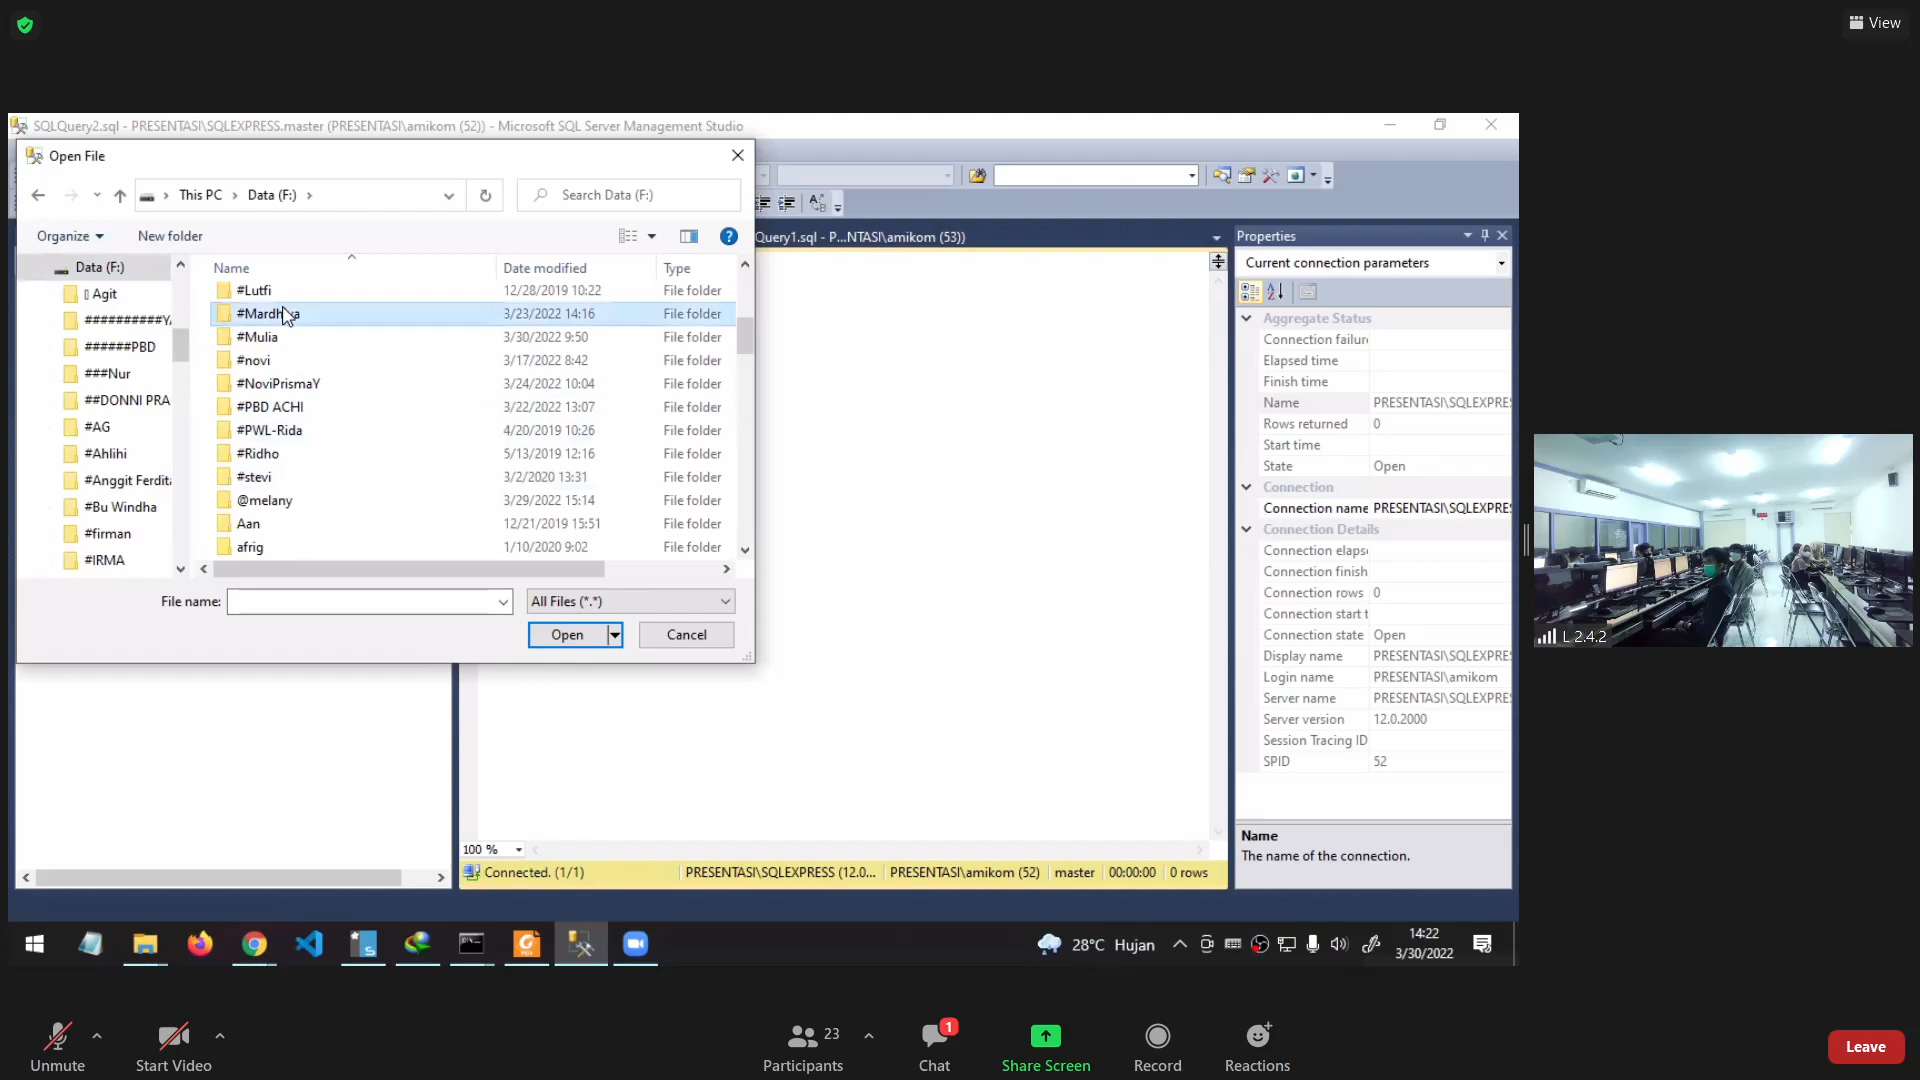 View
SQLQuery2.sql - PRESENTASI\SQLEXPRESS.master (PRESENTASI\amikom (52)) - Microsoft SQL Server Management Studio
Open File
This PC
Data (F:)
Search Data (F:)
Organize
New folder
Data (F:)
Agit
##########Y
######PBD
###Nur
##DONNI PRA
#AG
#Ahlihi
#Anggit Ferdit
#Bu Windha
#firman
#IRMA
Name Date modified Type
#Lutfi 12/28/2019 10:22 File folder
3/23/2022 14:16 File folder
#Mulia 3/30/2022 9:50 File folder
#novi 3/17/2022 8:42 File folder
#NoviPrismaY 3/24/2022 10:04 File folder
#PBD ACHI 3/22/2022 13:07 File folder
#PWL-Rida 4/20/2019 10:26 File folder
#Ridho 5/13/2019 12:16 File folder
#stevi 3/2/2020 13:31 File folder
@melany 3/29/2022 15:14 File folder
Aan 12/21/2019 15:51 File folder
afrig 1/10/2020 9:02 File folder
File name:
All Files (*.*)
Open
Cancel
Query1.sql - P...NTASI\amikom (53))
Properties
Current connection parameters
Aggregate Status
Connection failur
Elapsed time
Finish time
Name PRESENTASI\SQLEXPRES
Rows returned 0
Start time
State Open
Connection
Connection name PRESENTASI\SQLEXPRES
Connection Details
Connection elaps
Connection finish
Connection rows 0
Connection start t
Connection state Open
Display name PRESENTASI\SQLEXPRES
Login name PRESENTASI\amikom
Server name PRESENTASI\SQLEXPRES
Server version 12.0.2000
Session Tracing ID
SPID 52
Name
The name of the connection.
100 %
Connected. (1/1) PRESENTASI\SQLEXPRESS (12.0... PRESENTASI\amikom (52) master 00:00:00 0 rows
L 2.4.2
28°C Hujan
14:22
3/30/2022
Unmute
Start Video
23
Participants
1
Chat
Share Screen
Record
Reactions
Leave